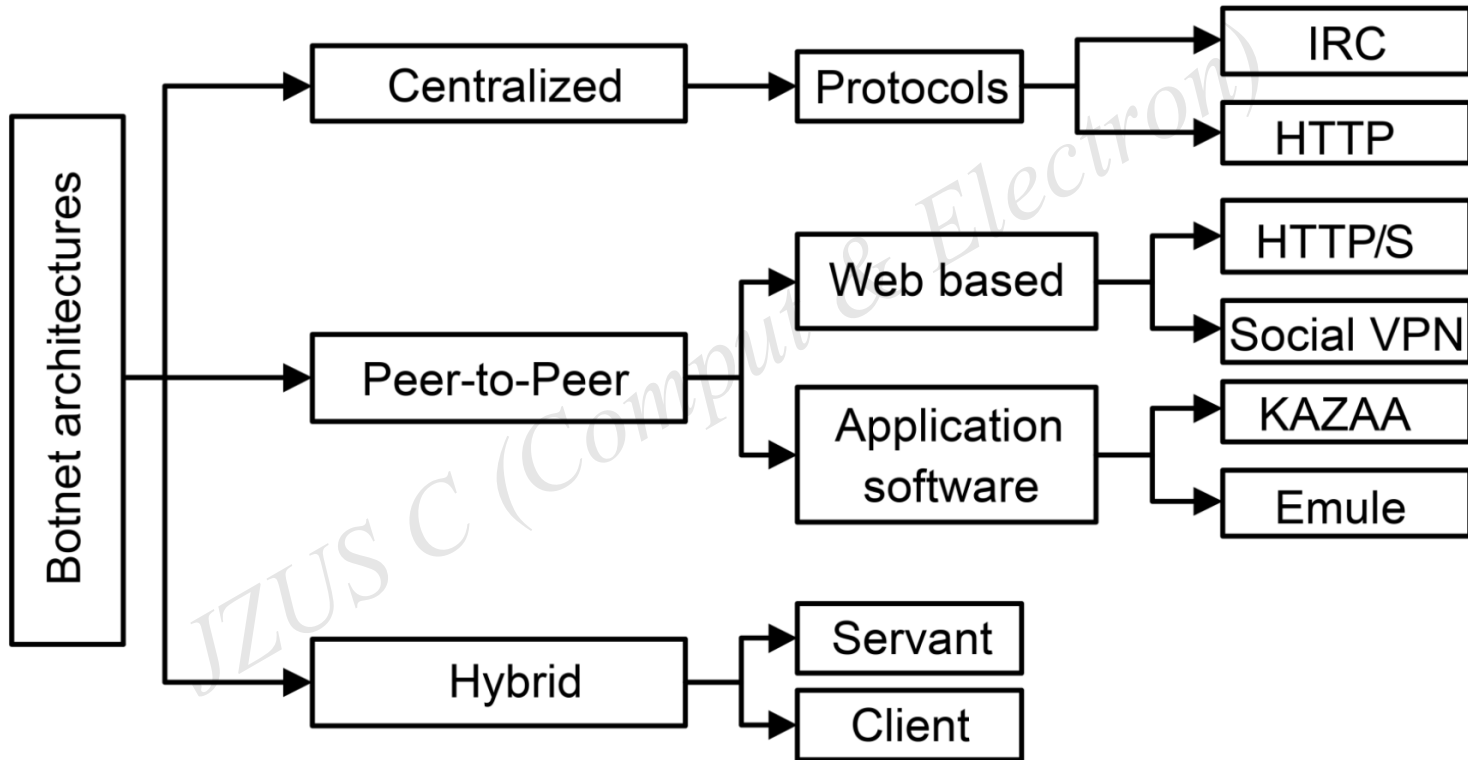 Botnet architectures
Centralized
Protocols
IRC
HTTP
Peer-to-Peer
Web based
HTTP/S
Social VPN
Application
software
KAZAA
Emule
Hybrid
Servant
Client
JZUS C (Comput & Electron)